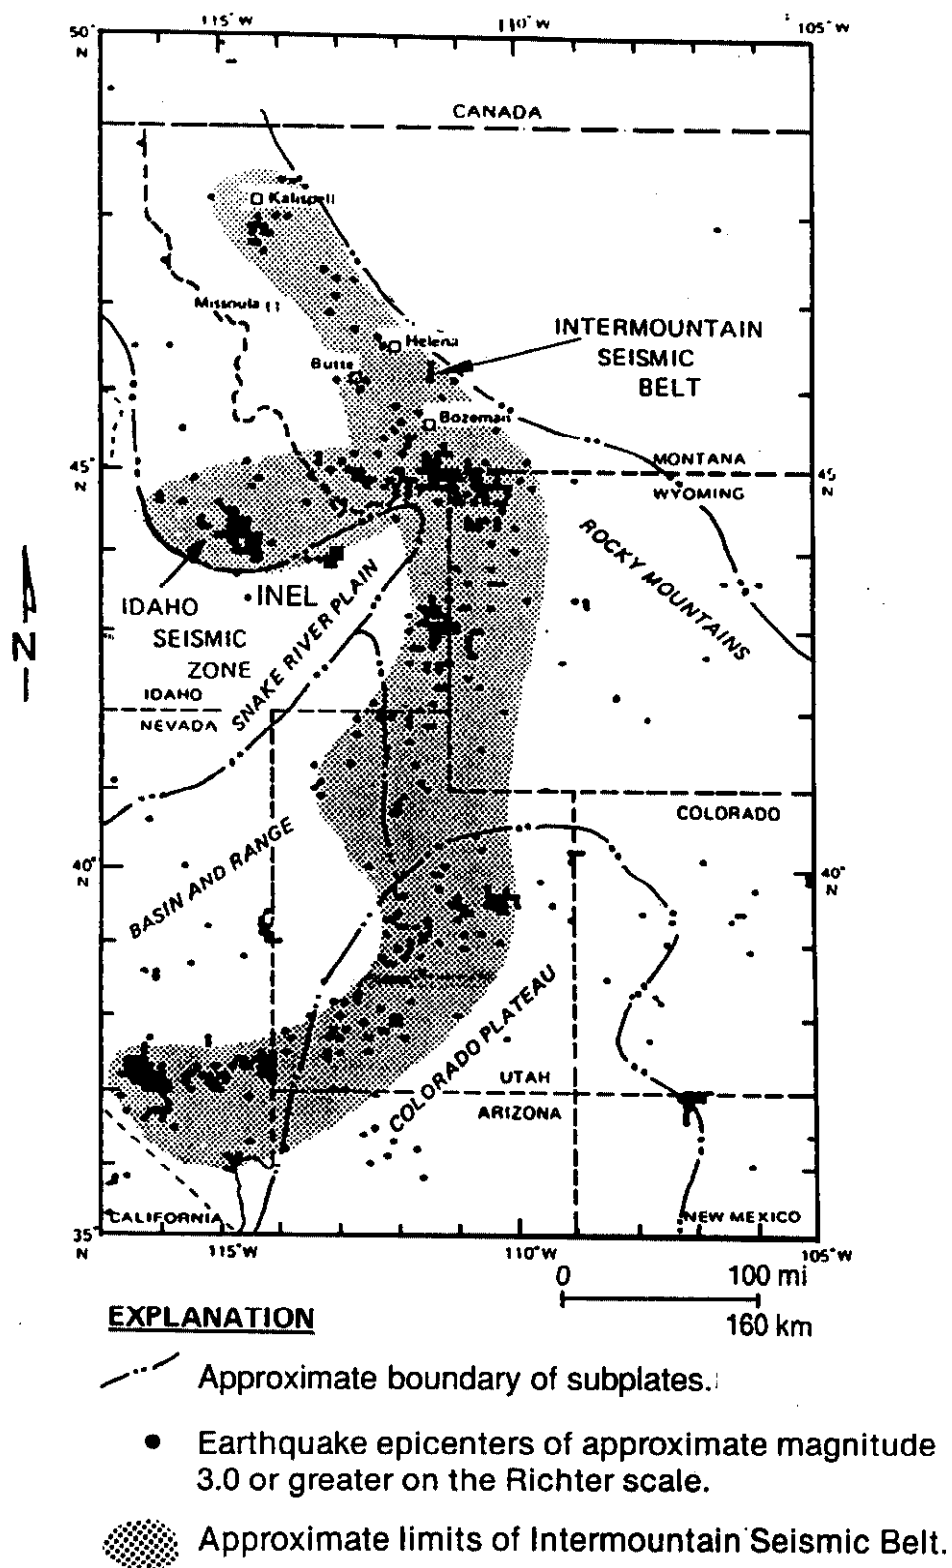 115°W 110°W 105°W
50°
N
CANADA
Kalispell
Missoula
Helena
INTERMOUNTAIN
SEISMIC
BELT
Butte
Bozeman
45°
N
MONTANA
WYOMING
45
N
ROCKY MOUNTAINS
INEL
IDAHO
SEISMIC
ZONE
SNAKE RIVER PLAIN
N
IDAHO
NEVADA
COLORADO
BASIN AND RANGE
40°
N
40°
N
COLORADO PLATEAU
UTAH
ARIZONA
CALIFORNIA
NEW MEXICO
35°
N
115°W 110°W 105°W
0 100 mi
160 km
EXPLANATION
Approximate boundary of subplates.
Earthquake epicenters of approximate magnitude
3.0 or greater on the Richter scale.
Approximate limits of Intermountain Seismic Belt.